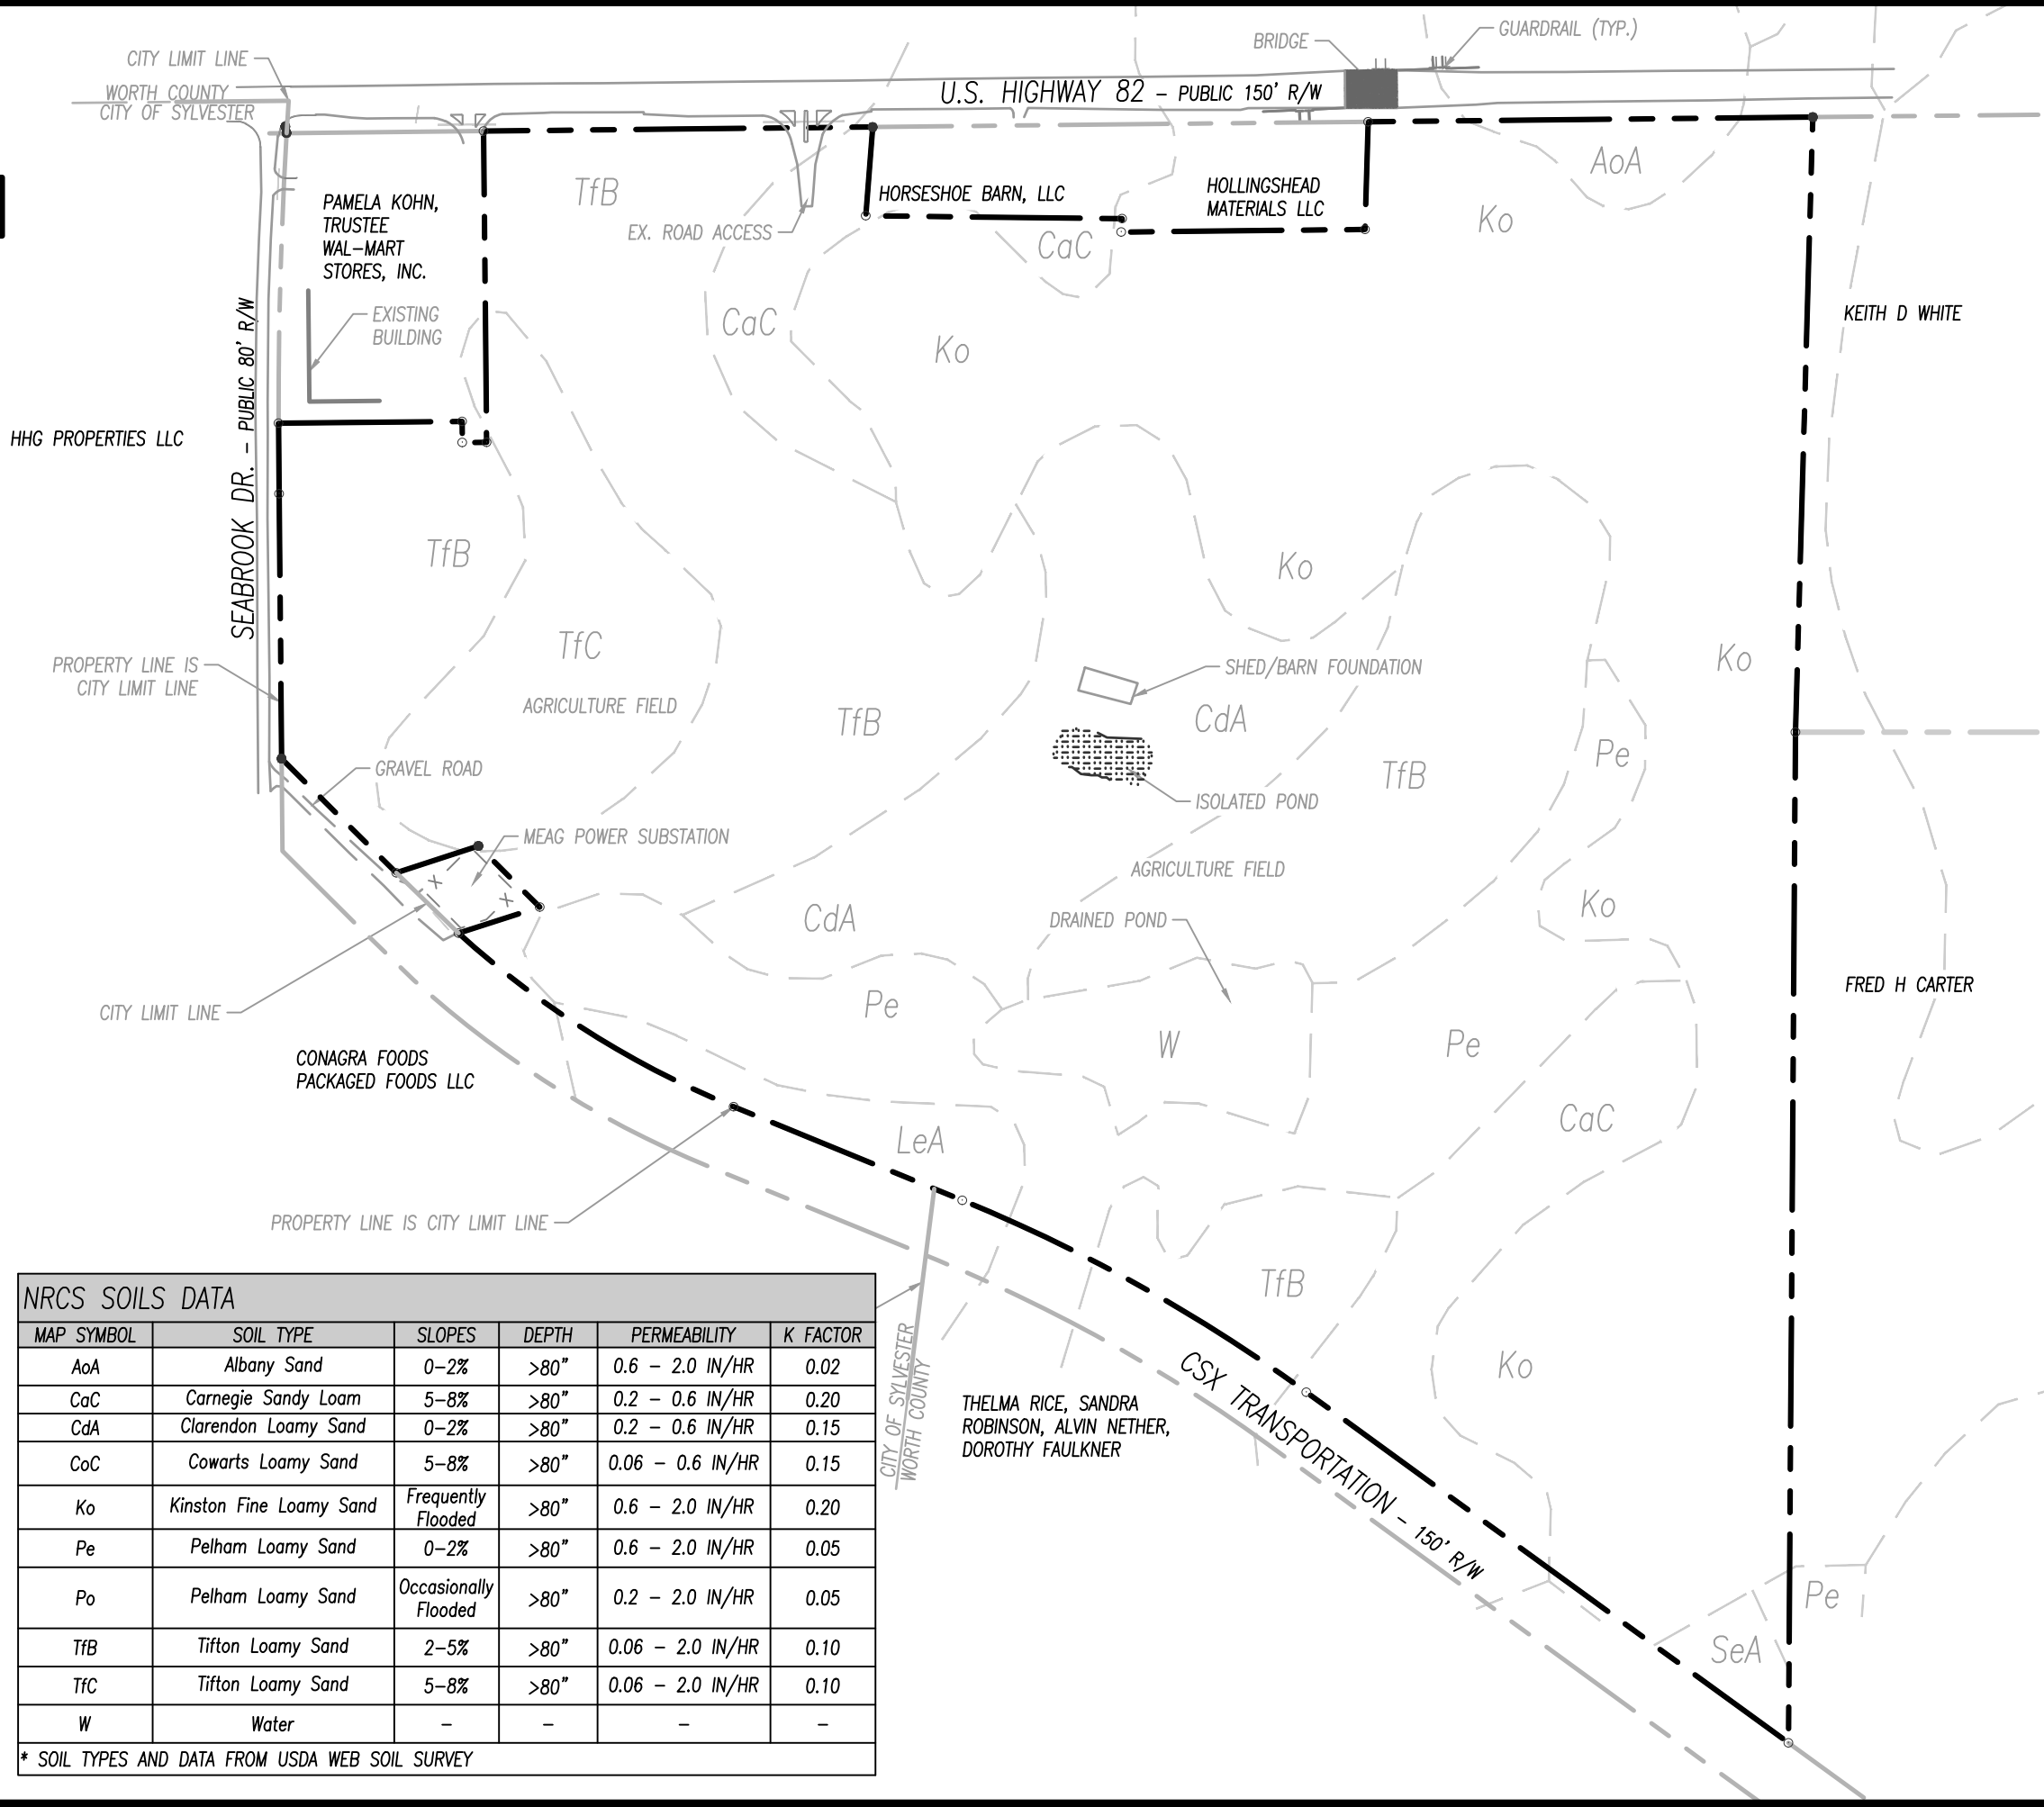 CITY LIMIT LINE
WORTH COUNTY
CITY OF SYLVESTER
BRIDGE
GUARDRAIL (TYP.)
U.S. HIGHWAY 82 – PUBLIC 150' R/W
PAMELA KOHN,
TRUSTEE
WAL–MART
STORES, INC.
TfB
EX. ROAD ACCESS
HORSESHOE BARN, LLC
HOLLINGSHEAD
MATERIALS LLC
AoA
Ko
CaC
EXISTING
BUILDING
CaC
Ko
KEITH D WHITE
HHG PROPERTIES LLC
SEABROOK DR. – PUBLIC 80' R/W
TfB
Ko
TfC
AGRICULTURE FIELD
PROPERTY LINE IS
CITY LIMIT LINE
SHED/BARN FOUNDATION
Ko
TfB
CdA
Pe
TfB
GRAVEL ROAD
ISOLATED POND
MEAG POWER SUBSTATION
AGRICULTURE FIELD
CdA
DRAINED POND
Ko
FRED H CARTER
CITY LIMIT LINE
Pe
W
Pe
CONAGRA FOODS
PACKAGED FOODS LLC
CaC
LeA
PROPERTY LINE IS CITY LIMIT LINE
TfB
Ko
CITY OF SYLVESTER
WORTH COUNTY
THELMA RICE, SANDRA
ROBINSON, ALVIN NETHER,
DOROTHY FAULKNER
CSX TRANSPORTATION – 150' R/W
Pe
SeA
NRCS SOILS DATA
MAP SYMBOL SOIL TYPE SLOPES DEPTH PERMEABILITY K FACTOR
AoA Albany Sand 0–2% >80" 0.6 – 2.0 IN/HR 0.02
CaC Carnegie Sandy Loam 5–8% >80" 0.2 – 0.6 IN/HR 0.20
CdA Clarendon Loamy Sand 0–2% >80" 0.2 – 0.6 IN/HR 0.15
CoC Cowarts Loamy Sand 5–8% >80" 0.06 – 0.6 IN/HR 0.15
Ko Kinston Fine Loamy Sand Frequently Flooded >80" 0.6 – 2.0 IN/HR 0.20
Pe Pelham Loamy Sand 0–2% >80" 0.6 – 2.0 IN/HR 0.05
Po Pelham Loamy Sand Occasionally Flooded >80" 0.2 – 2.0 IN/HR 0.05
TfB Tifton Loamy Sand 2–5% >80" 0.06 – 2.0 IN/HR 0.10
TfC Tifton Loamy Sand 5–8% >80" 0.06 – 2.0 IN/HR 0.10
W Water – – – –
* SOIL TYPES AND DATA FROM USDA WEB SOIL SURVEY